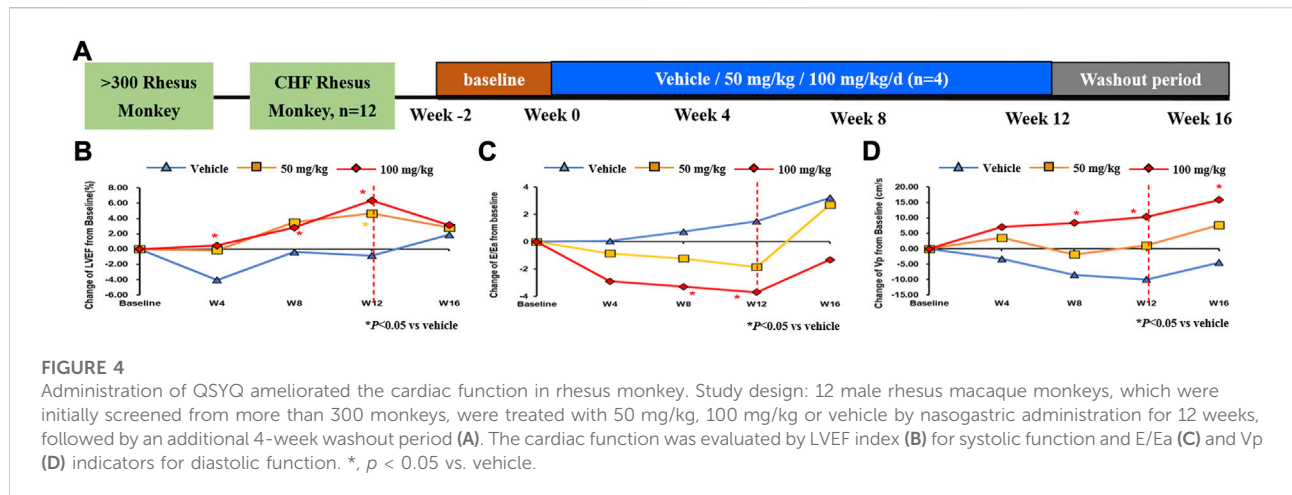 A
>300 Rhesus
Monkey
CHF Rhesus
Monkey, n=12
baseline
Vehicle / 50 mg/kg / 100 mg/kg/d (n=4)
Washout period
Week -2
Week 0
Week 4
Week 8
Week 12
Week 16
B
Vehicle
50 mg/kg
100 mg/kg
Change of LVEF from Baseline(%)
8.00
6.00
4.00
2.00
0.00
-2.00
-4.00
-6.00
*
*
*
*
Baseline
W4
W8
W12
W16
*P<0.05 vs vehicle
C
Vehicle
50 mg/kg
100 mg/kg
Change of E/Ea from baseline
4
2
0
-2
-4
*
*
Baseline
W4
W8
W12
W16
*P<0.05 vs vehicle
D
Vehicle
50 mg/kg
100 mg/kg
Change of Vp from Baseline (cm/s)
20.00
15.00
10.00
5.00
0.00
-5.00
-10.00
-15.00
*
*
*
Baseline
W4
W8
W12
W16
*P<0.05 vs vehicle
FIGURE 4
Administration of QSYQ ameliorated the cardiac function in rhesus monkey. Study design: 12 male rhesus macaque monkeys, which were
initially screened from more than 300 monkeys, were treated with 50 mg/kg, 100 mg/kg or vehicle by nasogastric administration for 12 weeks,
followed by an additional 4-week washout period (A). The cardiac function was evaluated by LVEF index (B) for systolic function and E/Ea (C) and Vp
(D) indicators for diastolic function. *, p < 0.05 vs. vehicle.